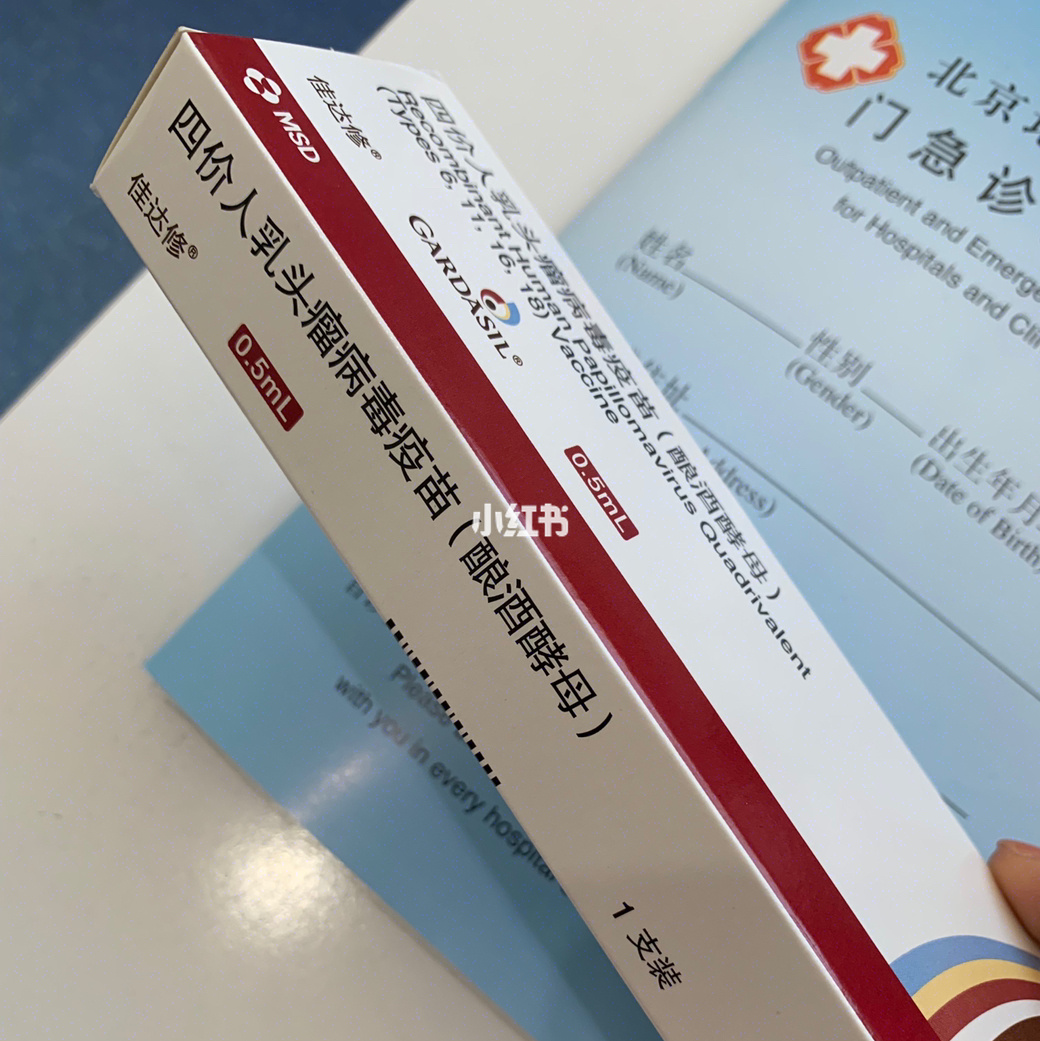 MSD
四价人乳头瘤病毒疫苗（酿酒酵母）
佳达修®
0.5mL
1 支装
佳达修®
四价人乳头瘤病毒疫苗（酿酒酵母）
Recombinant Human Papillomavirus Quadrivalent
(Types 6, 11, 16, 18) Vaccine
GARDASIL®
0.5mL
小红书
北京
门急诊
Outpatient and Emerge
for Hospitals and Cli
姓名
(Name)
性别
(Gender)
出生年月
(Date of Birth
址
ddress)
Please
with you in every hospital